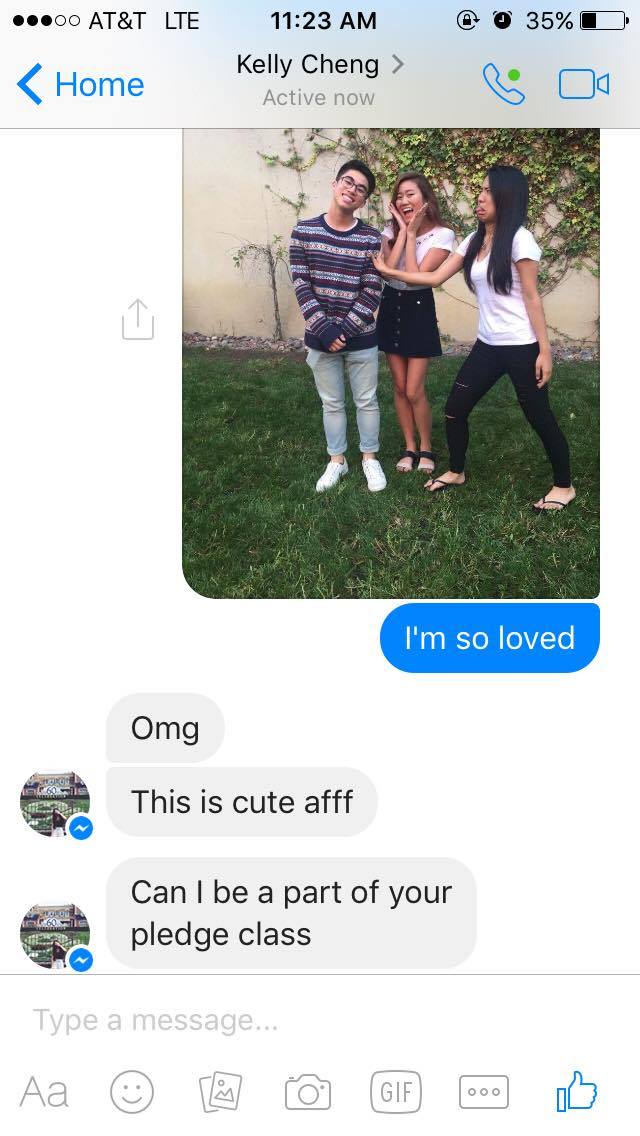 AT&T LTE 11:23 AM 35%
Home Kelly Cheng
Active now
I'm so loved
Omg
This is cute afff
Can I be a part of your
pledge class
Type a message...
Aa GIF